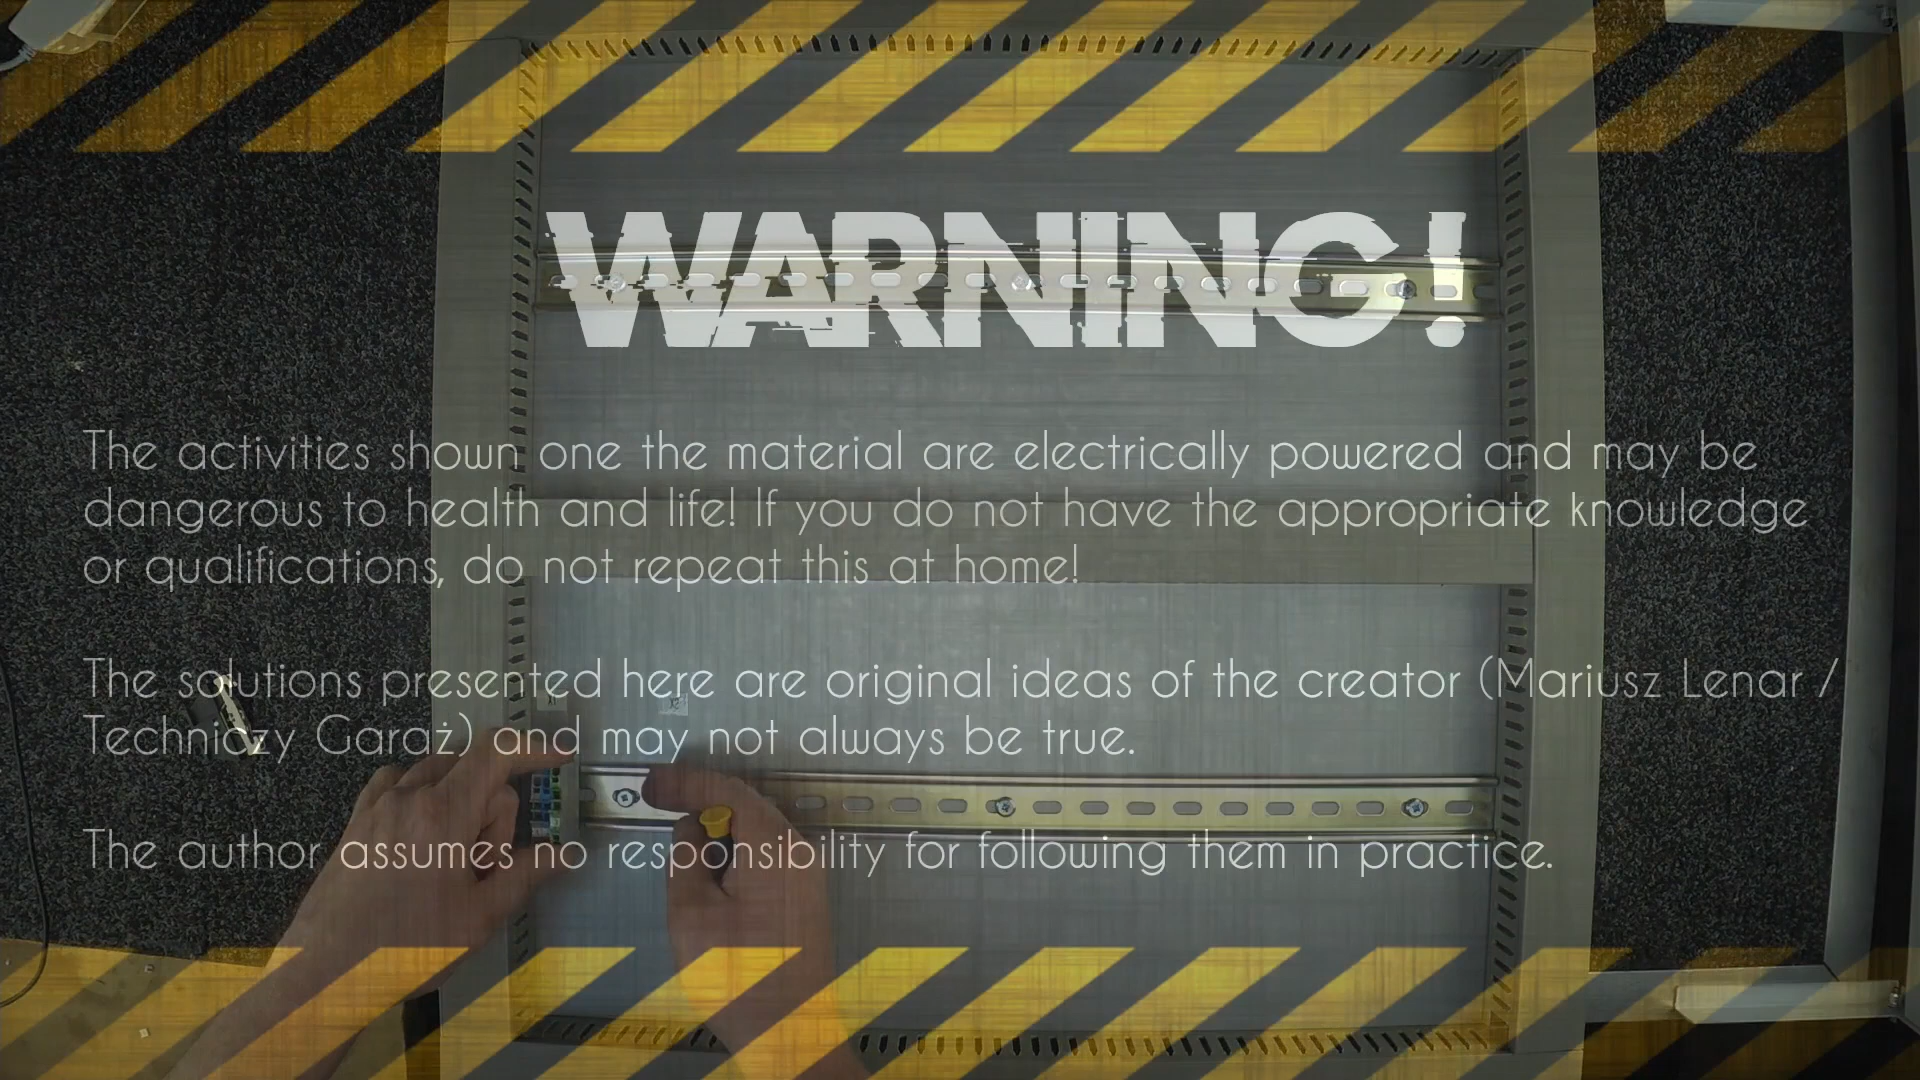 WARNING!
The activities shown one the material are electrically powered and may be
dangerous to health and life! If you do not have the appropriate knowledge
or qualifications, do not repeat this at home!
The solutions presented here are original ideas of the creator (Mariusz Lenar /
Techniczy Garaż) and may not always be true.
The author assumes no responsibility for following them in practice.